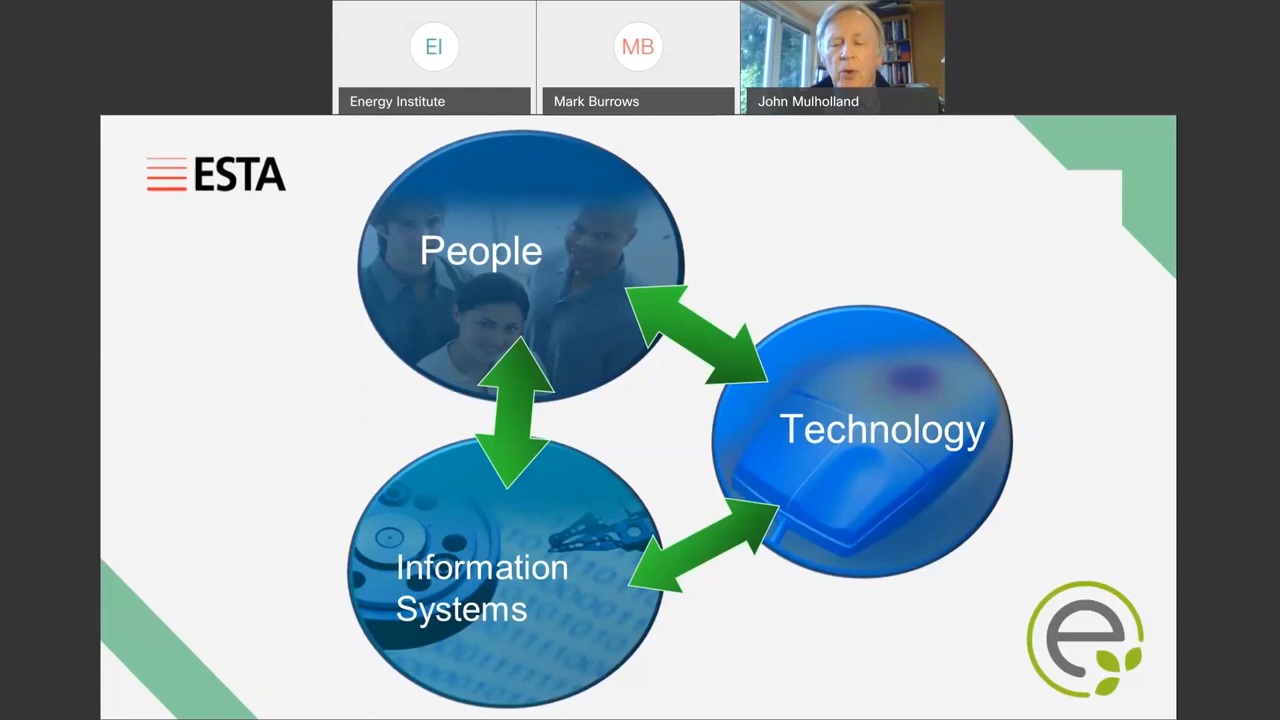 EI
MB
Energy Institute
Mark Burrows
John Mulholland
ESTA
People
Technology
Information
Systems
e